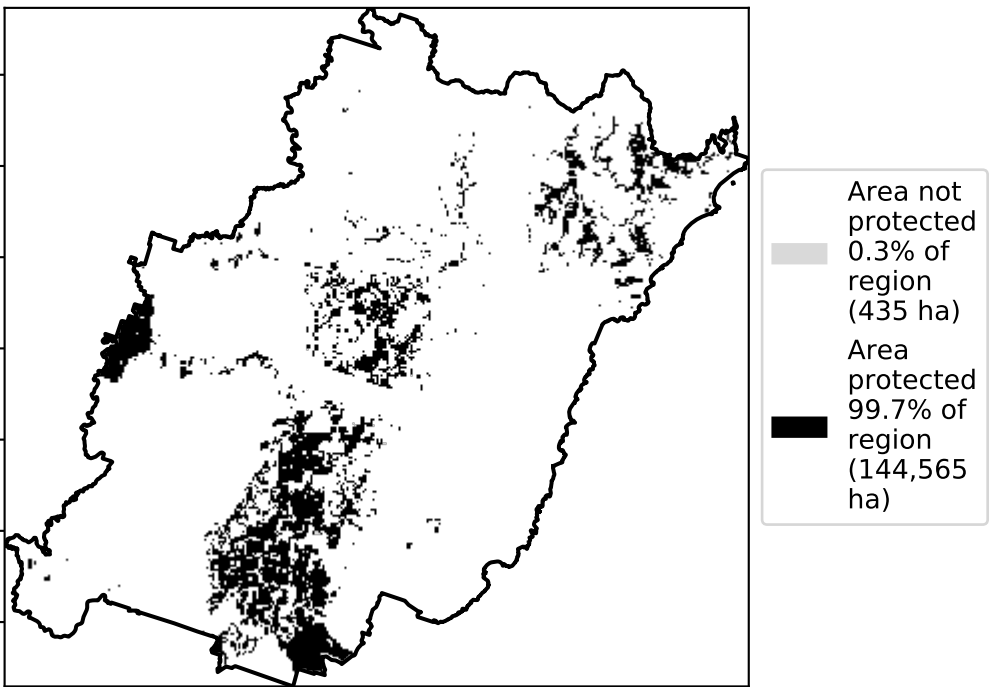 Area not
protected
0.3% of
region
(435 ha)
Area
protected
99.7% of
region
(144,565
ha)